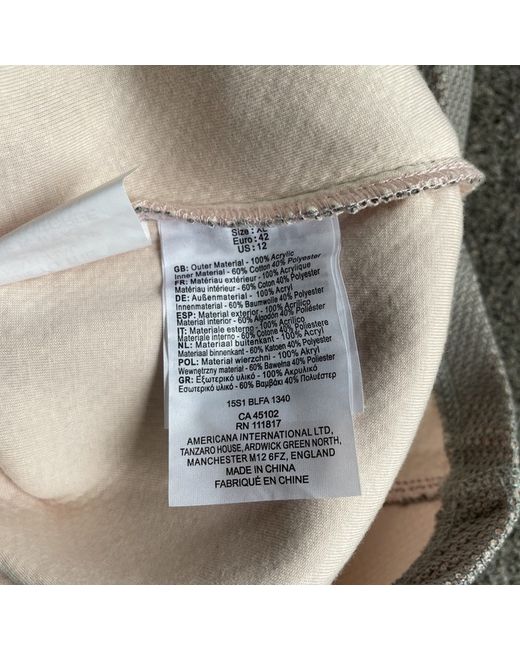 Size: XL
Euro: 42
US: 12
GB: Outer Material - 100% Acrylic
Inner Material - 60% Cotton 40% Polyester
FR: Matériau extérieur - 100% Acrylique
Matériau intérieur - 60% Coton 40% Polyester
DE: Außenmaterial - 100% Acryl
Innenmaterial - 60% Baumwolle 40% Polyester
ESP: Material exterior - 100% Acrílico
Material interior - 60% Algodón 40% Poliéster
IT: Materiale esterno - 100% Acrilico
Materiale interno - 60% Cotone 40% Poliestere
NL: Materiaal buitenkant - 100% Acryl
Materiaal binnenkant - 60% Katoen 40% Polyester
POL: Materiał wierzchni - 100% Akryl
Wewnętrzny materiał - 60% Bawełna 40% Poliester
GR: Εξωτερικό υλικό - 100% Ακρυλικό
Εσωτερικό υλικό - 60% Βαμβάκι 40% Πολυέστερ
15S1 BLFA 1340
CA 45102
RN 111817
AMERICANA INTERNATIONAL LTD,
TANZARO HOUSE, ARDWICK GREEN NORTH,
MANCHESTER M12 6FZ, ENGLAND
MADE IN CHINA
FABRIQUÉ EN CHINE